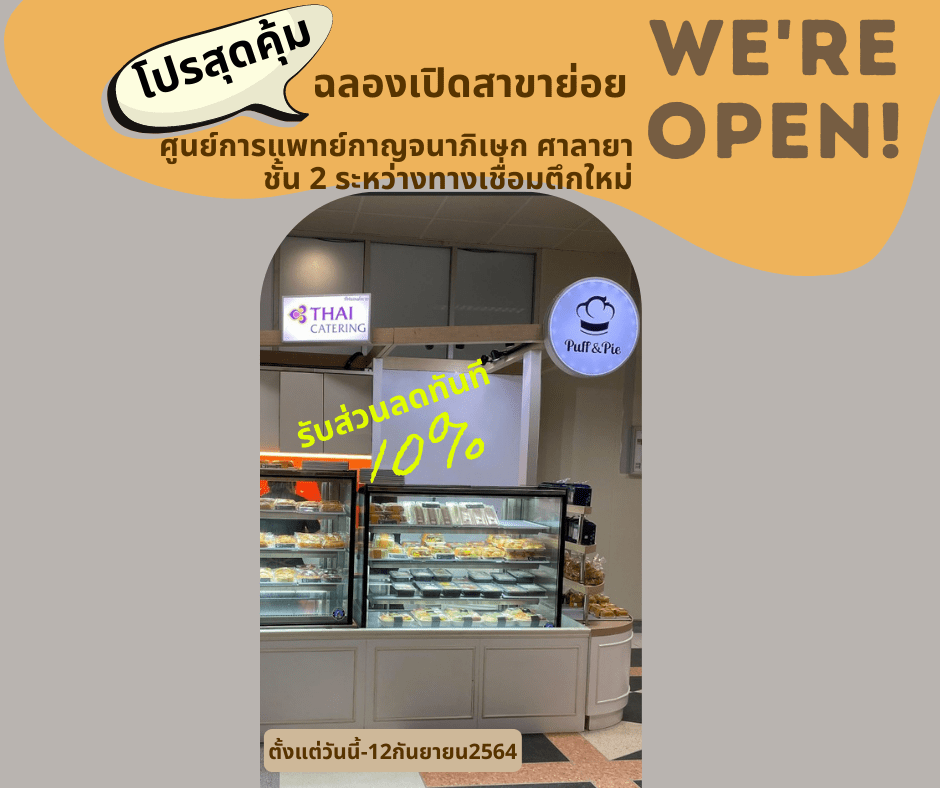 โปรสุดคุ้ม
ฉลองเปิดสาขาย่อย
WE'RE
OPEN!
ศูนย์การแพทย์กาญจนาภิเษก ศาลายา
ชั้น 2 ระหว่างทางเชื่อมตึกใหม่
THAI
CATERING
Puff & Pie
รับส่วนลดทันที
10%
ตั้งแต่วันนี้-12กันยายน2564